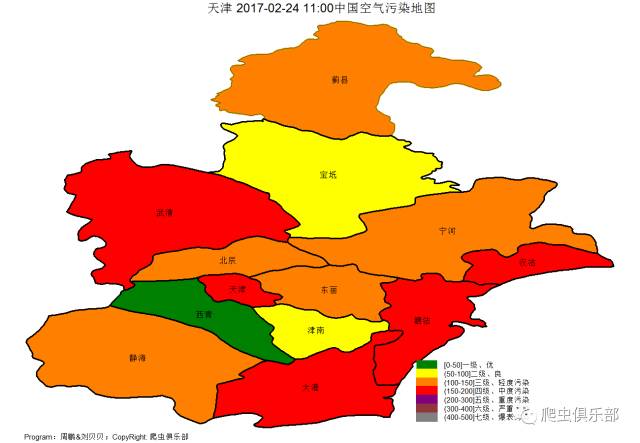 天津 2017-02-24 11:00中国空气污染地图
蓟县
宝坻
武清
宁河
汉沽
北辰
天津
东丽
西青
塘沽
津南
静海
大港
[0-50]一级、优
(50-100]二级、良
(100-150]三级、轻度污染
(150-200]四级、中度污染
(200-300]五级、重度污染
(300-400]六级、严重
(400-500]七级、爆表
爬虫俱乐部
Program：周鹏&刘贝贝；CopyRight: 爬虫俱乐部